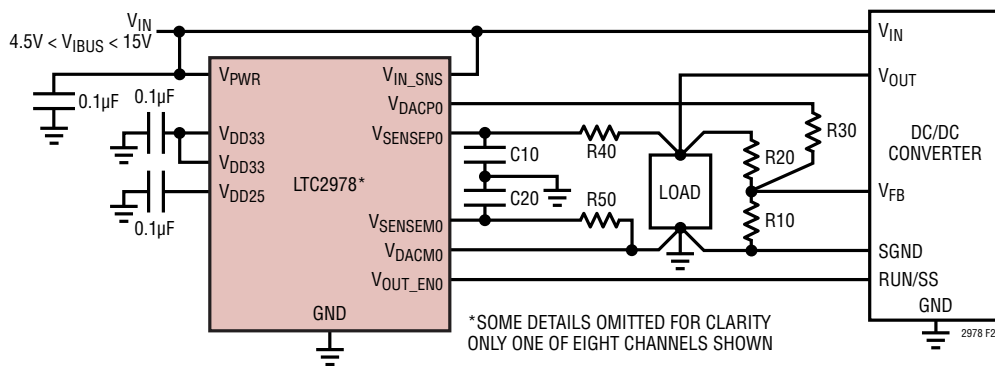 VIN
4.5V < VIBUS < 15V
0.1µF
0.1µF
0.1µF
VPWR
VDD33
VDD33
VDD25
LTC2978*
GND
VIN_SNS
VDACP0
VSENSEP0
VSENSEM0
VDACM0
VOUT_EN0
C10
C20
R40
R50
LOAD
R20
R30
R10
VIN
VOUT
DC/DC
CONVERTER
VFB
SGND
RUN/SS
GND
*SOME DETAILS OMITTED FOR CLARITY
ONLY ONE OF EIGHT CHANNELS SHOWN